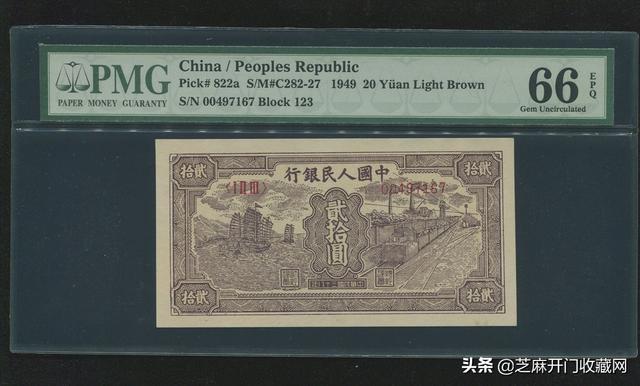 PMG
PAPER MONEY GUARANTY
China / Peoples Republic
Pick# 822a S/M#C282-27 1949 20 Yüan Light Brown
S/N 00497167 Block 123
66
EPQ
Gem Uncirculated
行銀民人國中
〈ⅠⅡⅢ〉
00497167
拾貳
拾貳
貳拾圓
拾貳
拾貳
头条 @芝麻开门收藏网